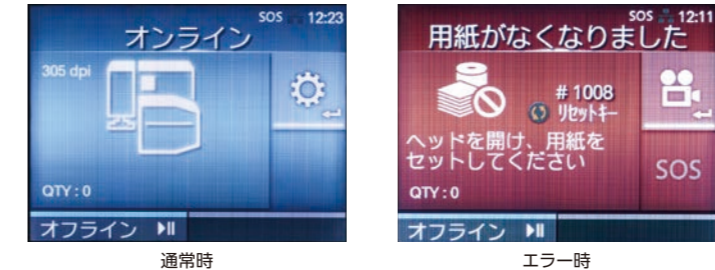 SOS 12:23
オンライン
305 dpi
QTY : 0
オフライン
通常時
SOS 12:11
用紙がなくなりました
# 1008
リセットキー
ヘッドを開け、用紙を
セットしてください
SOS
QTY : 0
オフライン
エラー時